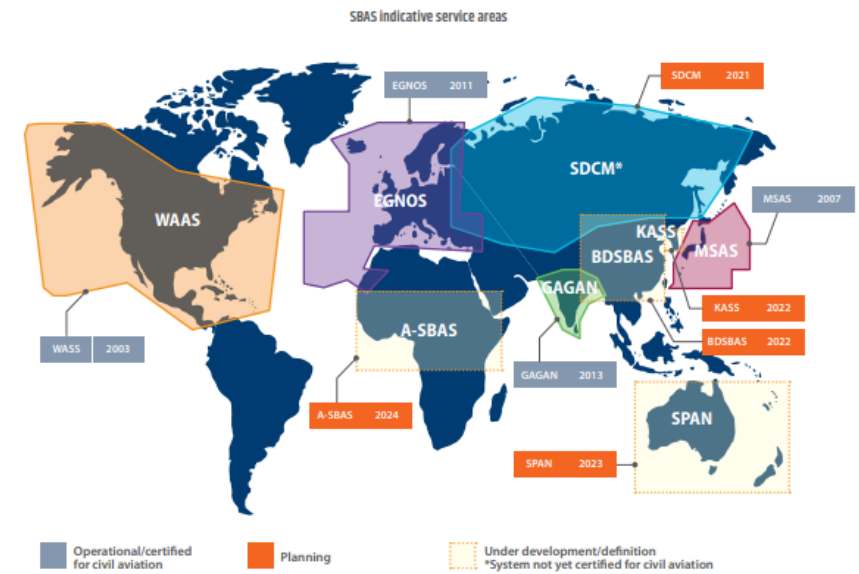 SBAS indicative service areas
SDCM 2021
EGNOS 2011
SDCM*
MSAS 2007
EGNOS
WAAS
KASS
MSAS
BDSBAS
GAGAN
KASS 2022
A-SBAS
BDSBAS 2022
WASS 2003
GAGAN 2013
A-SBAS 2024
SPAN
SPAN 2023
Operational/certified
for civil aviation
Planning
Under development/definition
*System not yet certified for civil aviation